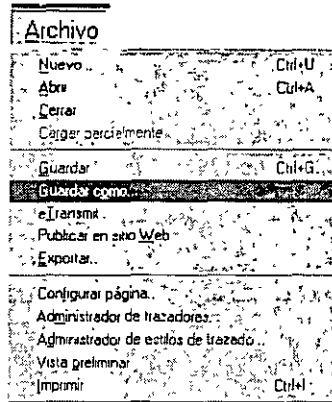 Archivo
Nuevo... Ctrl+U
Abrir Ctrl+A
Cerrar
Cargar parcialmente
Guardar Ctrl+G
Guardar como...
eTransmit...
Publicar en sitio Web
Exportar...
Configurar página...
Administrador de trazadores...
Administrador de estilos de trazado...
Vista preliminar
Imprimir Ctrl+I